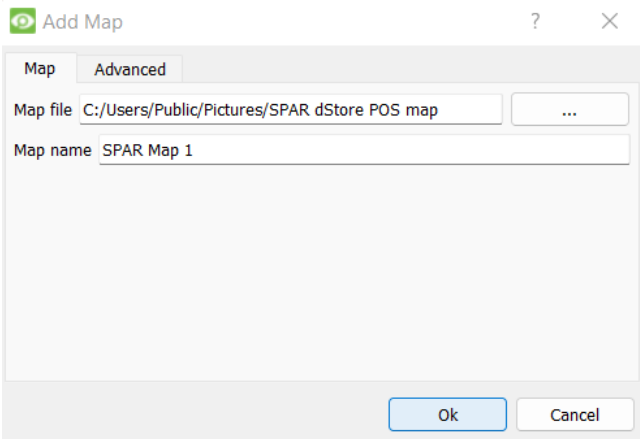 Add Map ?
Map Advanced
Map file C:/Users/Public/Pictures/SPAR dStore POS map ...
Map name SPAR Map 1
Ok Cancel